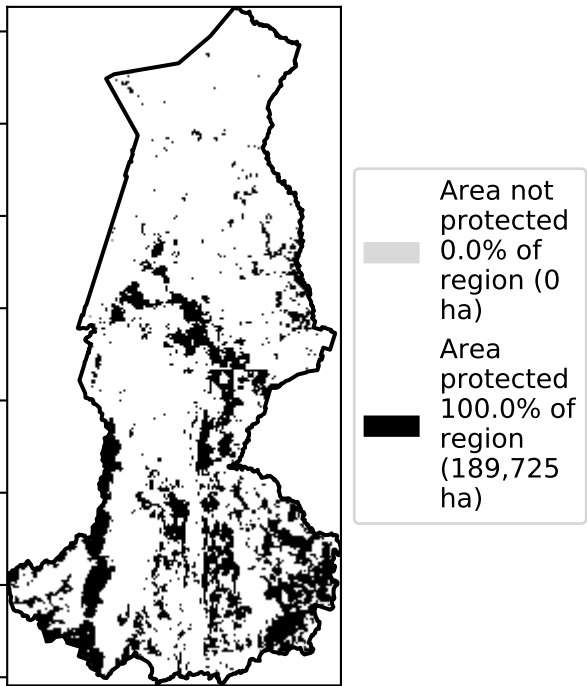 Area not
protected
0.0% of
region (0
ha)
Area
protected
100.0% of
region
(189,725
ha)